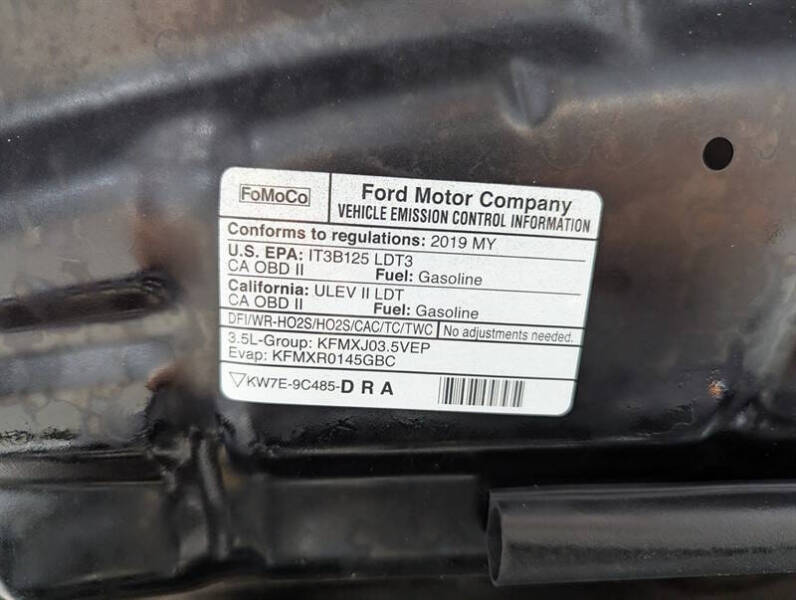 FoMoCo
Ford Motor Company
VEHICLE EMISSION CONTROL INFORMATION
Conforms to regulations: 2019 MY
U.S. EPA: IT3B125 LDT3
CA OBD II Fuel: Gasoline
California: ULEV II LDT
CA OBD II Fuel: Gasoline
DFI/WR-HO2S/HO2S/CAC/TC/TWC No adjustments needed.
3.5L-Group: KFMXJ03.5VEP
Evap: KFMXR0145GBC
KW7E-9C485-D R A